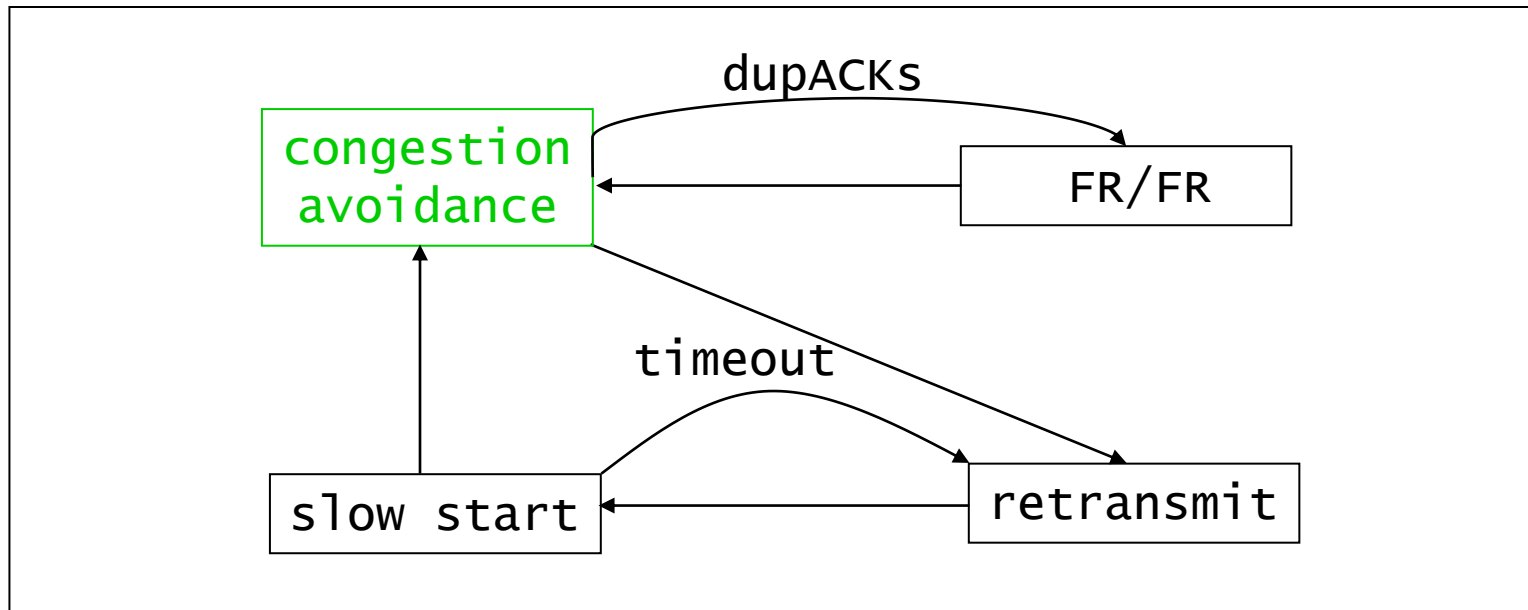 dupACKs
congestion
avoidance
FR/FR
timeout
slow start
retransmit